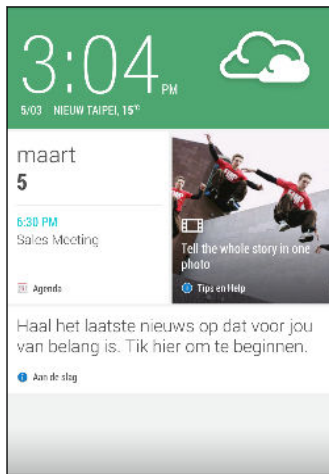 3:04 PM
5/03 NIEUW TAIPEI, 15°
maart
5
6:30 PM
Sales Meeting
Agenda
Tell the whole story in one
photo
Tips en Help
Haal het laatste nieuws op dat voor jou
van belang is. Tik hier om te beginnen.
Aan de slag